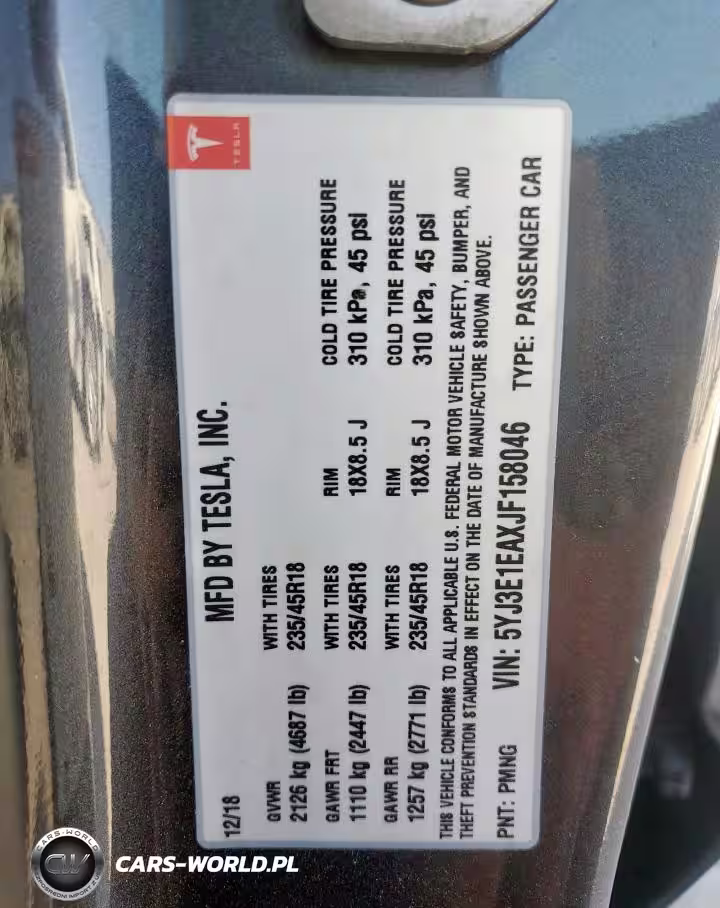 TESLA
MFD BY TESLA, INC.
12/18
GVWR WITH TIRES
2126 kg (4687 lb) 235/45R18
GAWR FRT WITH TIRES RIM COLD TIRE PRESSURE
1110 kg (2447 lb) 235/45R18 18X8.5 J 310 kPa, 45 psi
GAWR RR WITH TIRES RIM COLD TIRE PRESSURE
1257 kg (2771 lb) 235/45R18 18X8.5 J 310 kPa, 45 psi
THIS VEHICLE CONFORMS TO ALL APPLICABLE U.S. FEDERAL MOTOR VEHICLE SAFETY, BUMPER, AND
THEFT PREVENTION STANDARDS IN EFFECT ON THE DATE OF MANUFACTURE SHOWN ABOVE.
PNT: PMNG VIN: 5YJ3E1EAXJF158046 TYPE: PASSENGER CAR
CARS-WORLD
CW
CARS-WORLD.PL